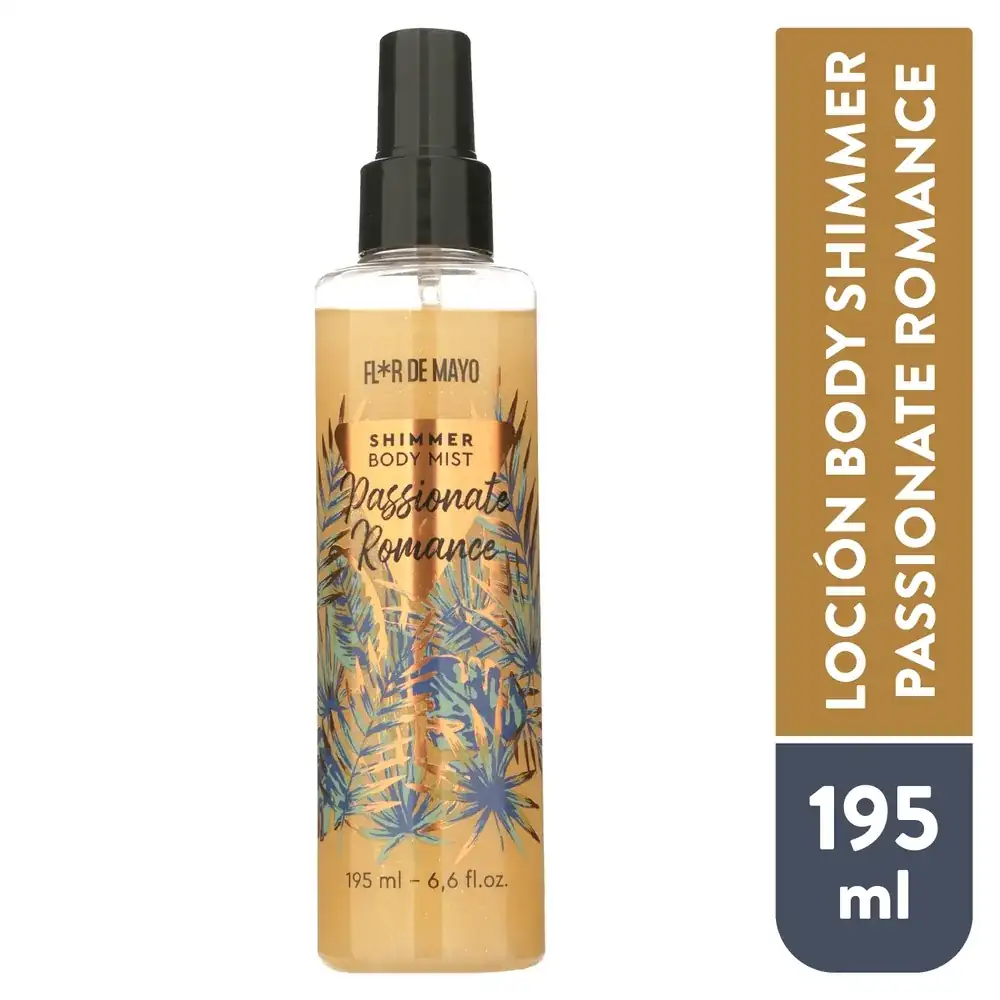 FL*R DE MAYO
SHIMMER
BODY MIST
Passionate
Romance
195 ml – 6,6 fl.oz.
LOCIÓN BODY SHIMMER
PASSIONATE ROMANCE
195
ml